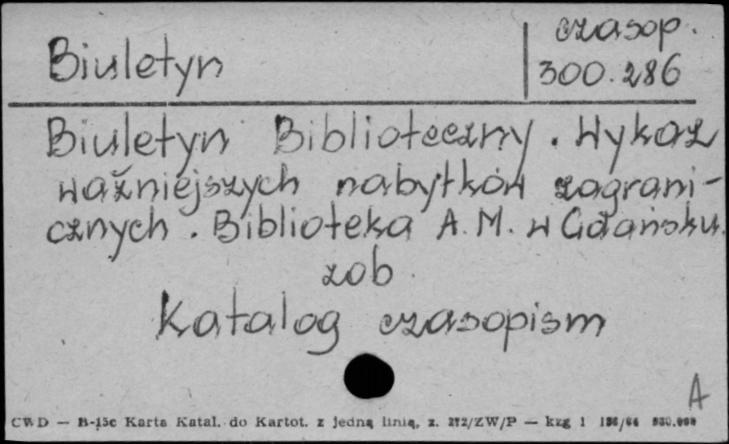 czasop.
Biuletyn
300.286
Biuletyn Biblioteczny. Wykaz
ważniejszych nabytków zagrani-
cznych. Biblioteka A.M. w Gdańsku.
zob.
Katalog czasopism
A
CWD — B-15c Karta Katal. do Kartot. z jedną linią, z. 272/ZW/P — kzg 1